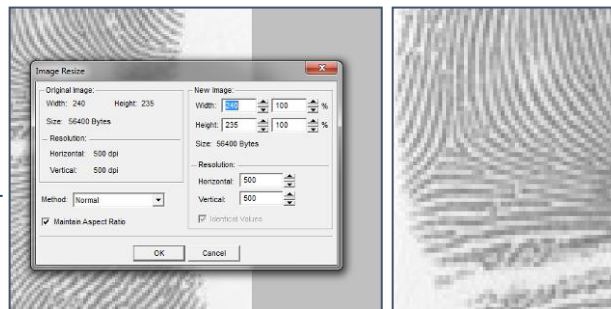 Image Resize
Original Image:
Width: 240 Height: 235
Size: 56400 Bytes
Resolution:
Horizontal: 500 dpi
Vertical: 500 dpi
Method: Normal
Maintain Aspect Ratio
New Image:
Width: 240 100 %
Height: 235 100 %
Size: 56400 Bytes
Resolution:
Horizontal: 500
Vertical: 500
Identical Values
OK Cancel